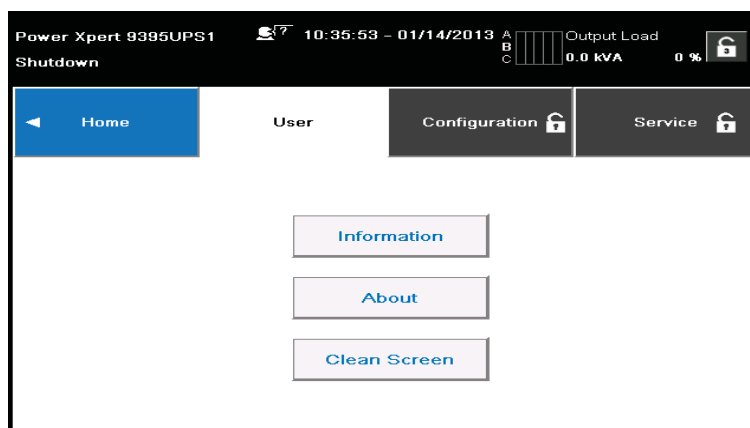 Power Xpert 9395UPS1 ? 10:35:53 - 01/14/2013 A Output Load
B
Shutdown C 0.0 kVA 0 % 3
Home User Configuration Service
Information
About
Clean Screen